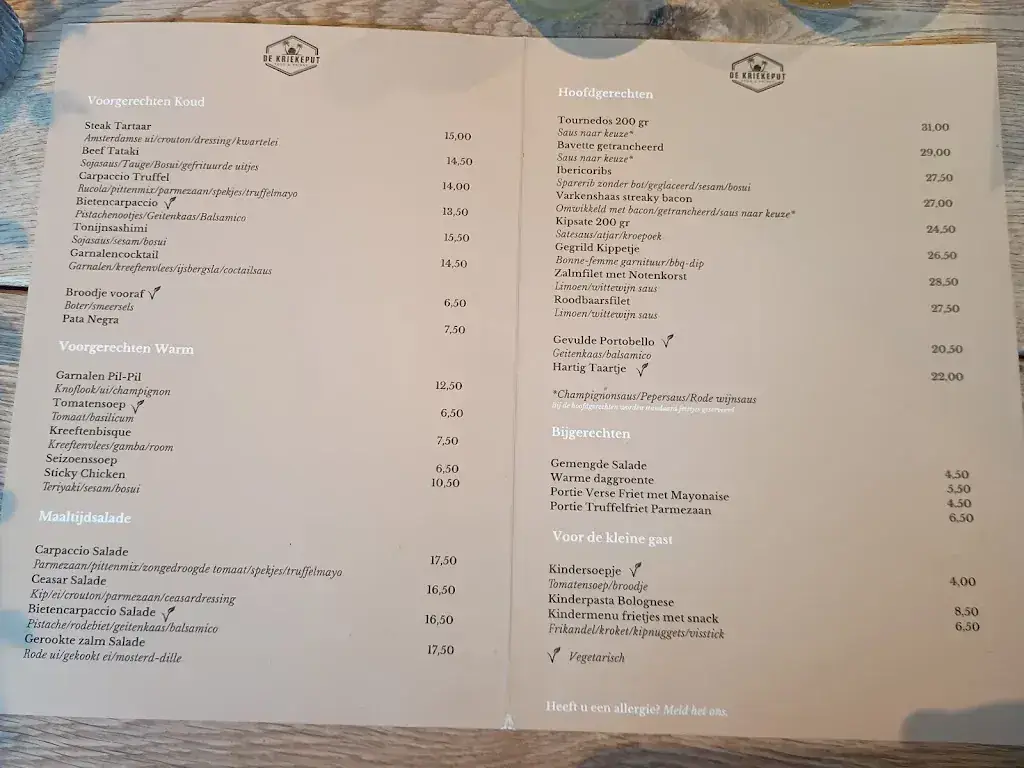 DE KRIEKEPUT
Voorgerechten Koud
Steak Tartaar 15,00
Amsterdamse ui/crouton/dressing/kwartelei
Beef Tataki 14,50
Sojasaus/Tauge/Bosui/gefrituurde uitjes
Carpaccio Truffel 14,00
Rucola/pittenmix/parmezaan/spekjes/truffelmayo
Bietencarpaccio 13,50
Pistachenootjes/Geitenkaas/Balsamico
Tonijnsashimi 15,50
Sojasaus/sesam/bosui
Garnalencocktail 14,50
Garnalen/kreeftenvlees/ijsbergsla/coctailsaus
Broodje vooraf 6,50
Boter/smeersels
Pata Negra 7,50
Voorgerechten Warm
Garnalen Pil-Pil 12,50
Knoflook/ui/champignon
Tomatensoep 6,50
Tomaat/basilicum
Kreeftenbisque 7,50
Kreeftenvlees/gamba/room
Seizoenssoep 6,50
Sticky Chicken 10,50
Teriyaki/sesam/bosui
Maaltijdsalade
Carpaccio Salade 17,50
Parmezaan/pittenmix/zongedroogde tomaat/spekjes/truffelmayo
Ceasar Salade 16,50
Kip/ei/crouton/parmezaan/ceasardressing
Bietencarpaccio Salade 16,50
Pistache/rodebiet/geitenkaas/balsamico
Gerookte zalm Salade 17,50
Rode ui/gekookt ei/mosterd-dille
DE KRIEKEPUT
Hoofdgerechten
Tournedos 200 gr 31,00
Saus naar keuze*
Bavette getrancheerd 29,00
Saus naar keuze*
Ibericoribs 27,50
Sparerib zonder bot/geglaceerd/sesam/bosui
Varkenshaas streaky bacon 27,00
Omwikkeld met bacon/getrancheerd/saus naar keuze*
Kipsate 200 gr 24,50
Satesaus/atjar/kroepoek
Gegrild Kippetje 26,50
Bonne-femme garnituur/bbq-dip
Zalmfilet met Notenkorst 28,50
Limoen/wittewijn saus
Roodbaarsfilet 27,50
Limoen/wittewijn saus
Gevulde Portobello 20,50
Geitenkaas/balsamico
Hartig Taartje 22,00
*Champignonsaus/Pepersaus/Rode wijnsaus
bij de hoofdgerechten worden standaard frietjes geserveerd
Bijgerechten
Gemengde Salade 4,50
Warme daggroente 5,50
Portie Verse Friet met Mayonaise 4,50
Portie Truffelfriet Parmezaan 6,50
Voor de kleine gast
Kindersoepje 4,00
Tomatensoep/broodje
Kinderpasta Bolognese 8,50
Kindermenu frietjes met snack 6,50
Frikandel/kroket/kipnuggets/visstick
Vegetarisch
Heeft u een allergie? Meld het ons.